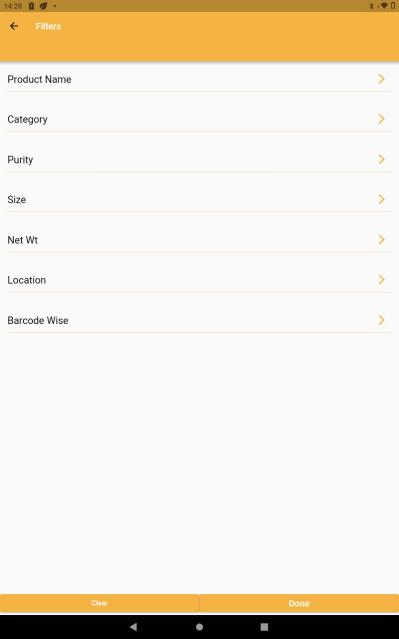 14:28
Filters
Product Name
Category
Purity
Size
Net Wt
Location
Barcode Wise
Clear
Done